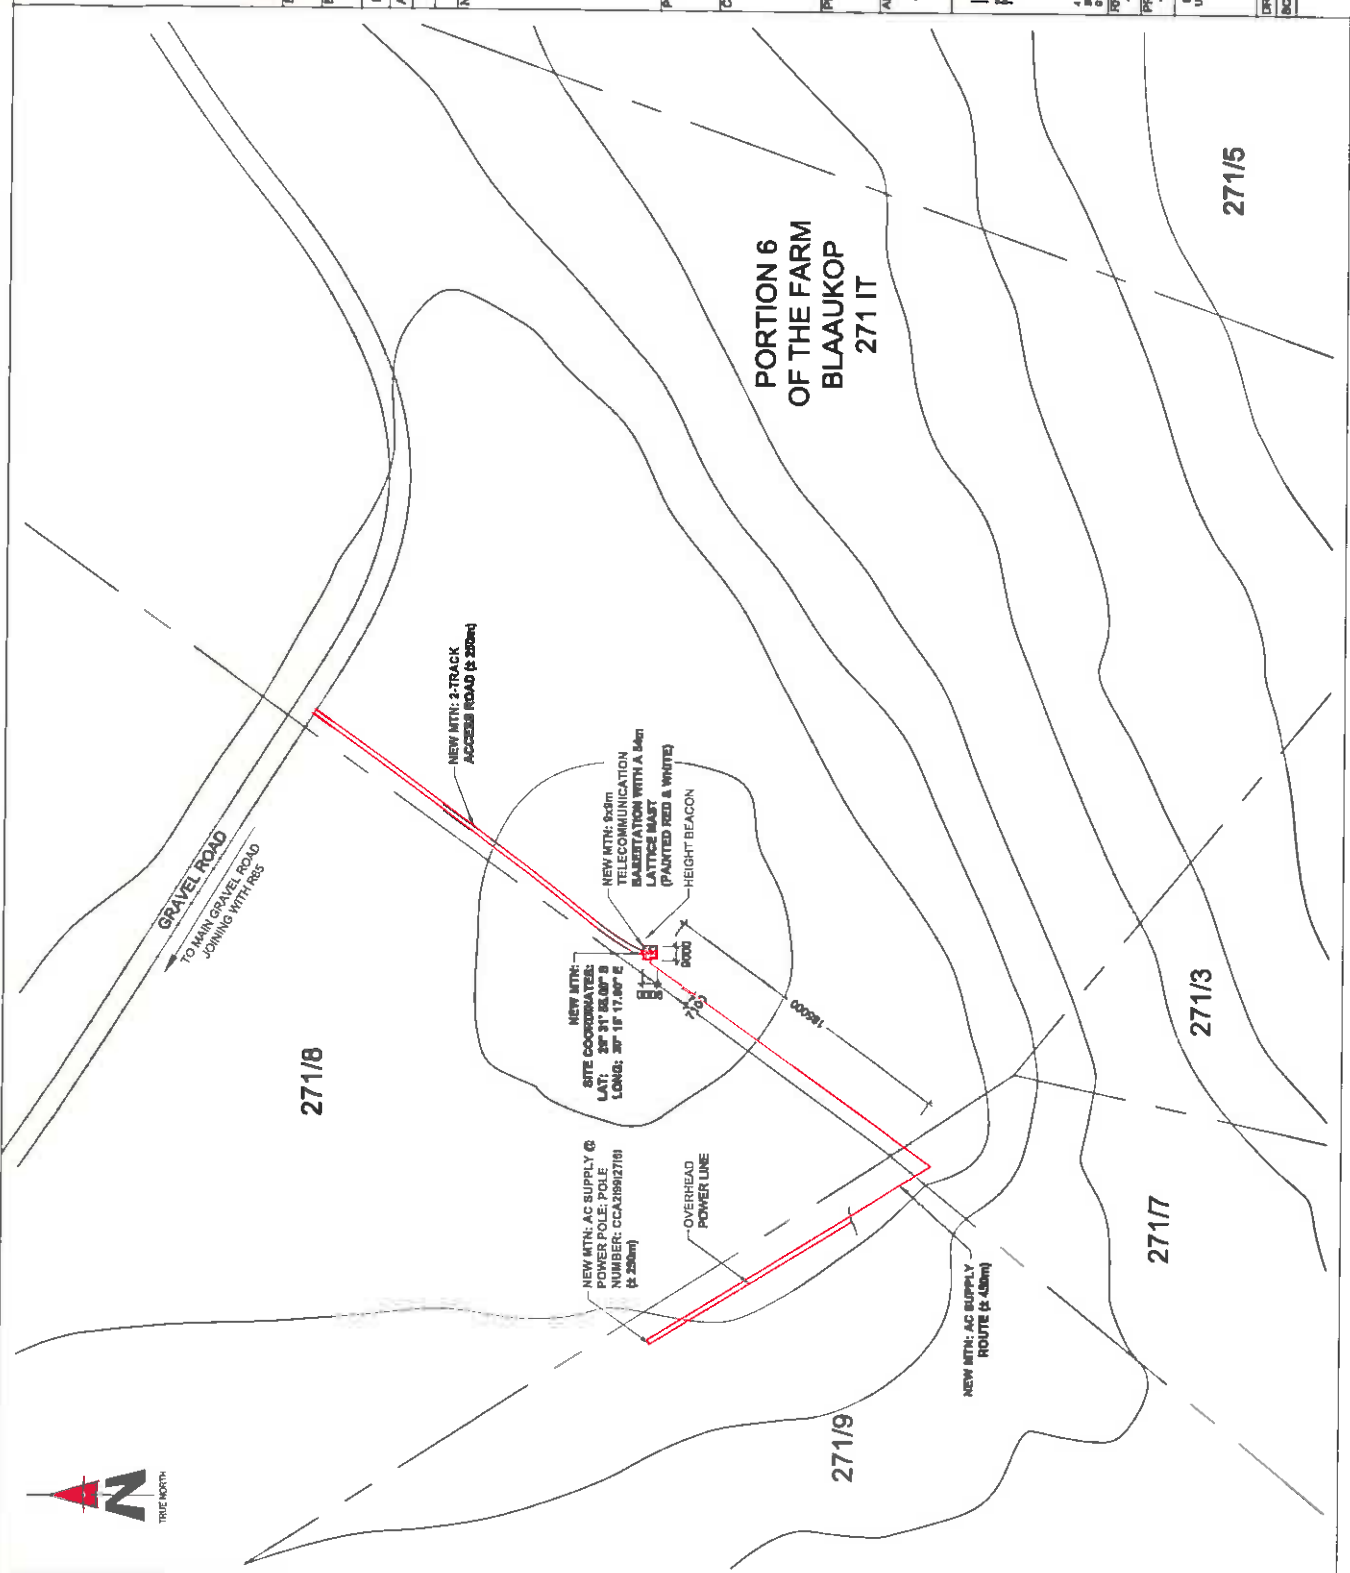 TRUE NORTH
GRAVEL ROAD
TO MAIN GRAVEL ROAD
JOINING WITH R65
271/8
NEW MTN: 2-TRACK
ACCESS ROAD (± 250m)
NEW MTN: 9x9m
TELECOMMUNICATION
BASESTATION WITH A 54m
LATTICE MAST
(PAINTED RED & WHITE)
HEIGHT BEACON
NEW MTN:
SITE COORDINATES:
LAT:
LONG:
9000
185000
NEW MTN: AC SUPPLY @
POWER POLE: POLE
NUMBER:
OVERHEAD
POWER LINE
NEW MTN: AC SUPPLY
ROUTE (± 450m)
PORTION 6
OF THE FARM
BLAAUKOP
271 IT
271/5
271/3
271/7
271/9